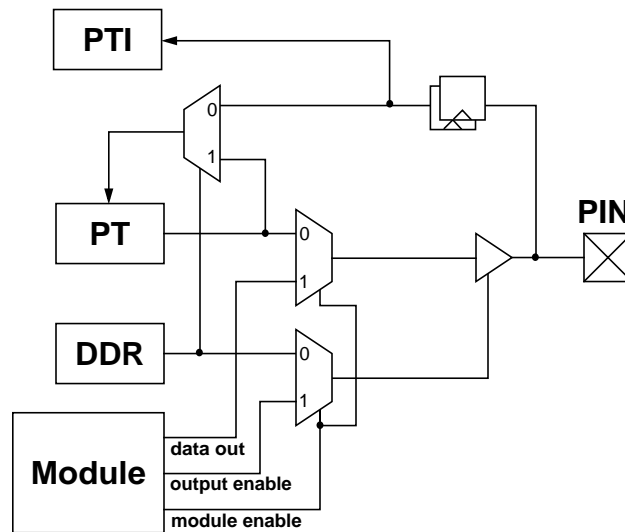 PTI
0
1
PT
PIN
0
1
DDR
0
1
Module
data out
output enable
module enable